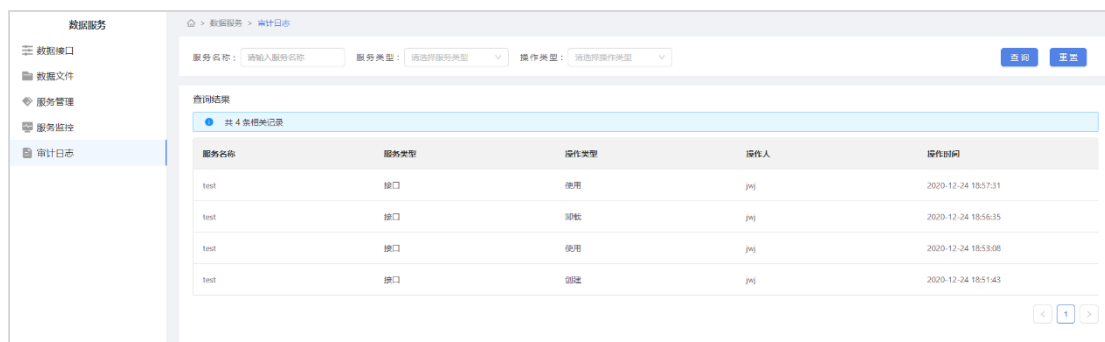 数据服务
数据接口
数据文件
服务管理
服务监控
审计日志
> 数据服务 > 审计日志
服务名称： 请输入服务名称 服务类型： 请选择服务类型 操作类型： 请选择操作类型 查询 重置
查询结果
共 4 条相关记录
服务名称 服务类型 操作类型 操作人 操作时间
test 接口 使用 jwj 2020-12-24 18:57:31
test 接口 卸载 jwj 2020-12-24 18:56:35
test 接口 使用 jwj 2020-12-24 18:53:08
test 接口 创建 jwj 2020-12-24 18:51:43
< 1 >